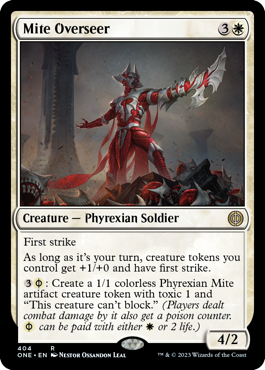 Mite Overseer 3
Creature — Phyrexian Soldier
First strike
As long as it's your turn, creature tokens you
control get +1/+0 and have first strike.
3 : Create a 1/1 colorless Phyrexian Mite
artifact creature token with toxic 1 and
"This creature can't block." (Players dealt
combat damage by it also get a poison counter.
can be paid with either or 2 life.)
4/2
404 R
ONE • EN NESTOR OSSANDON LEAL ™ & © 2023 Wizards of the Coast